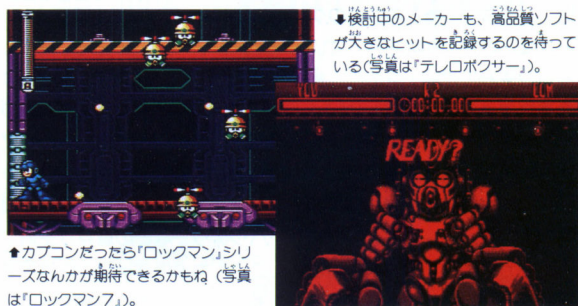 🡇検討中のメーカーも、高品質ソフト
が大きなヒットを記録するのを待って
いる(写真は『テレロボクサー』)。
READY?
🡅カプコンだったら『ロックマン』シリ
ーズなんかが期待できるかもね（写真
は『ロックマン7』）。